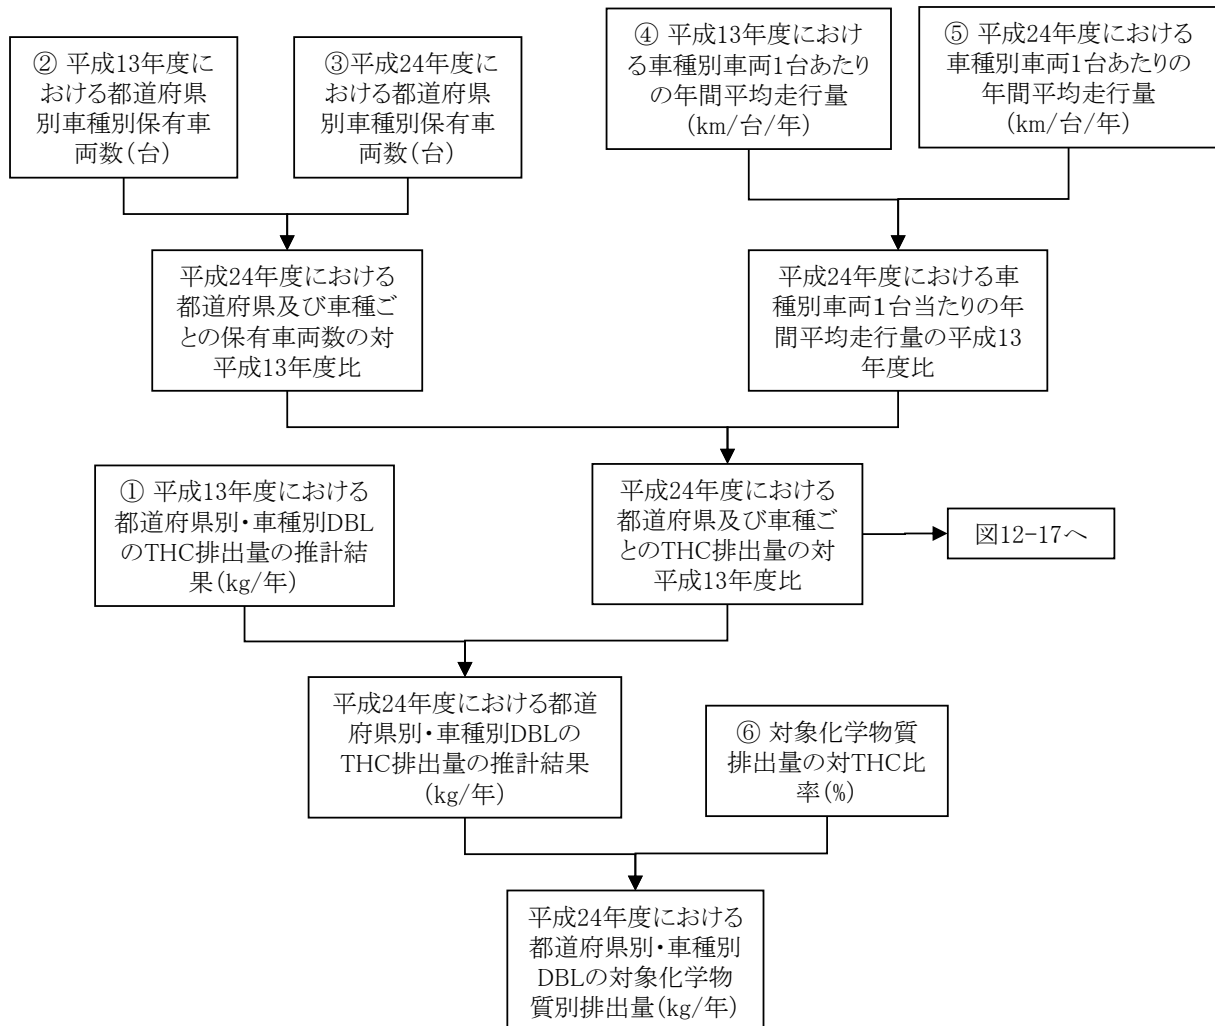 ② 平成13年度に
おける都道府県
別車種別保有車
両数(台)
③平成24年度に
おける都道府県
別車種別保有車
両数(台)
④ 平成13年度におけ
る車種別車両1台あたり
の年間平均走行量
(km/台/年)
⑤ 平成24年度における
車種別車両1台あたりの
年間平均走行量
(km/台/年)
平成24年度における
都道府県及び車種ご
との保有車両数の対
平成13年度比
平成24年度における車
種別車両1台当たりの年
間平均走行量の平成13
年度比
① 平成13年度における
都道府県別・車種別DBL
のTHC排出量の推計結
果(kg/年)
平成24年度における
都道府県及び車種ご
とのTHC排出量の対
平成13年度比
図12-17へ
平成24年度における都道
府県別・車種別DBLの
THC排出量の推計結果
(kg/年)
⑥ 対象化学物質
排出量の対THC比
率(%)
平成24年度における
都道府県別・車種別
DBLの対象化学物
質別排出量(kg/年)